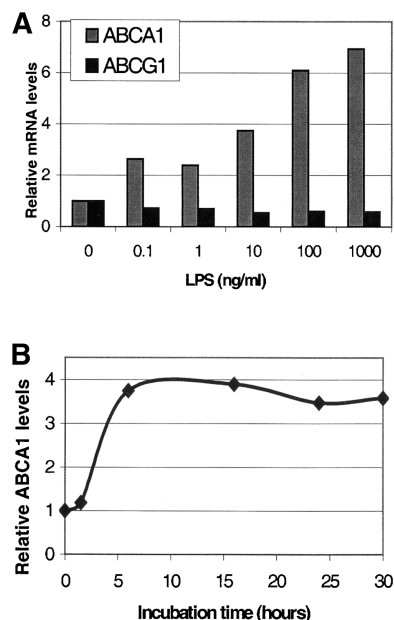 A
ABCA1
ABCG1
Relative mRNA levels
8
6
4
2
0
0 0.1 1 10 100 1000
LPS (ng/ml)
B
Relative ABCA1 levels
4
3
2
1
0
0 5 10 15 20 25 30
Incubation time (hours)